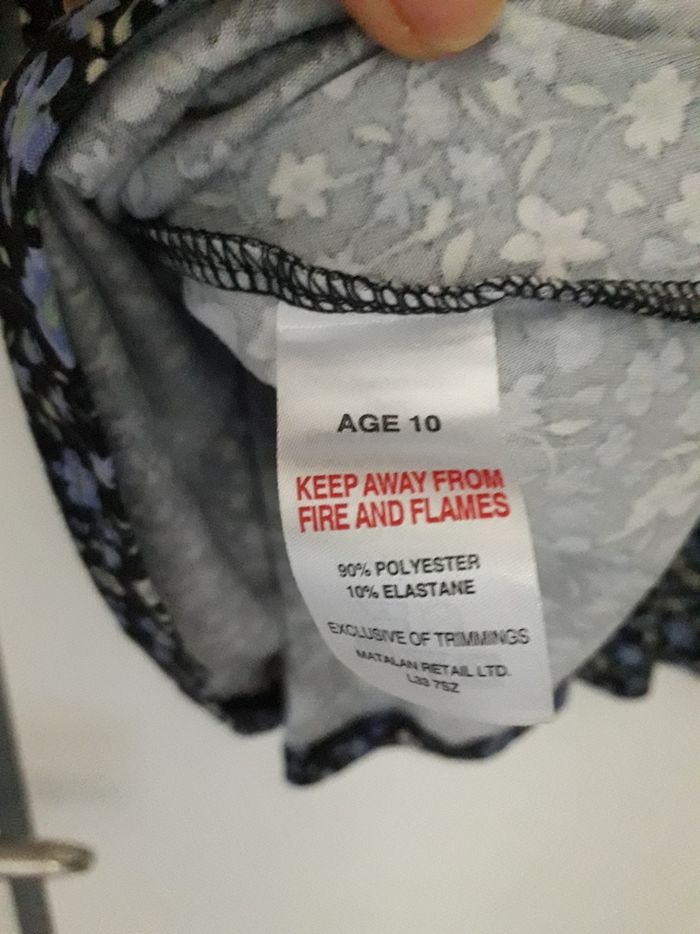 AGE 10
KEEP AWAY FROM
FIRE AND FLAMES
90% POLYESTER
10% ELASTANE
EXCLUSIVE OF TRIMMINGS
MATALAN RETAIL LTD.
L33 7SZ